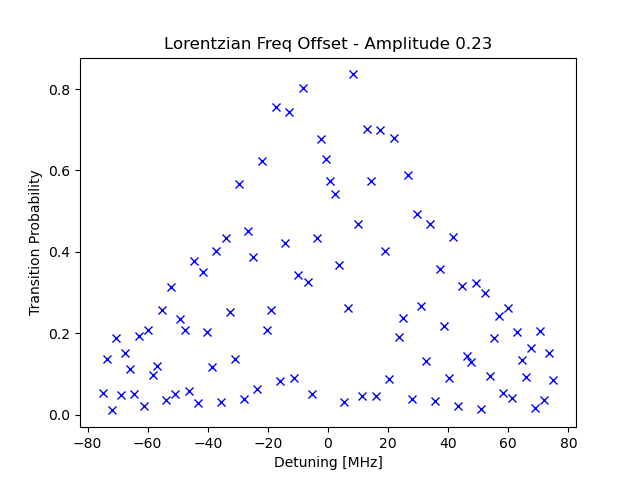 Lorentzian Freq Offset - Amplitude 0.23
Transition Probability
0.8
0.6
0.4
0.2
0.0
−80 −60 −40 −20 0 20 40 60 80
Detuning [MHz]